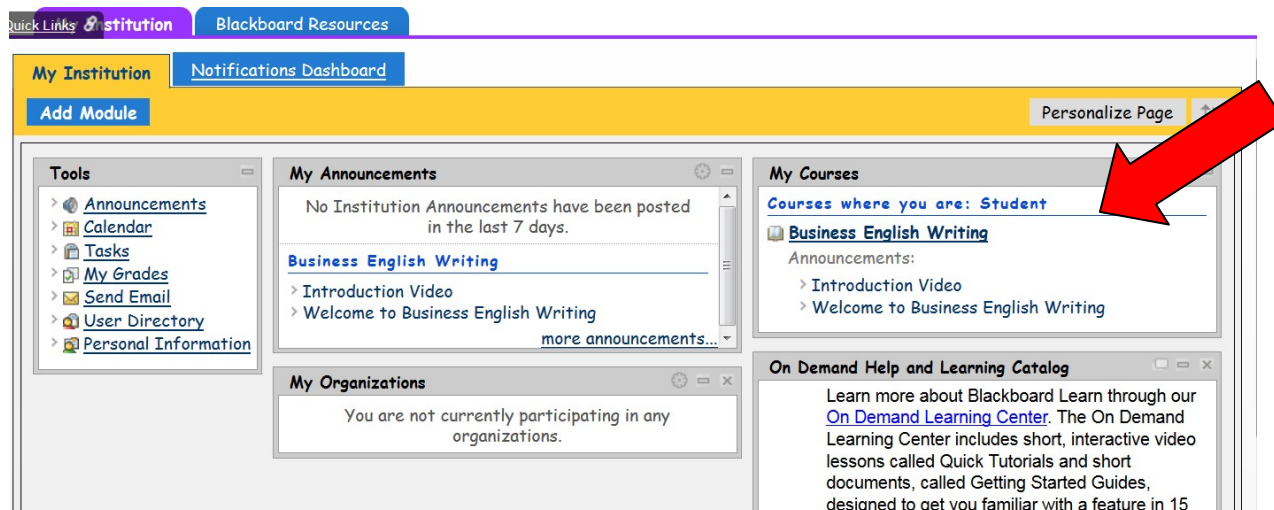 Quick Links
My Institution
Blackboard Resources
My Institution
Notifications Dashboard
Add Module
Personalize Page
Tools
Announcements
Calendar
Tasks
My Grades
Send Email
User Directory
Personal Information
My Announcements
No Institution Announcements have been posted
in the last 7 days.
Business English Writing
Introduction Video
Welcome to Business English Writing
more announcements...
My Organizations
You are not currently participating in any
organizations.
My Courses
Courses where you are: Student
Business English Writing
Announcements:
Introduction Video
Welcome to Business English Writing
On Demand Help and Learning Catalog
Learn more about Blackboard Learn through our
On Demand Learning Center. The On Demand
Learning Center includes short, interactive video
lessons called Quick Tutorials and short
documents, called Getting Started Guides,
designed to get you familiar with a feature in 15